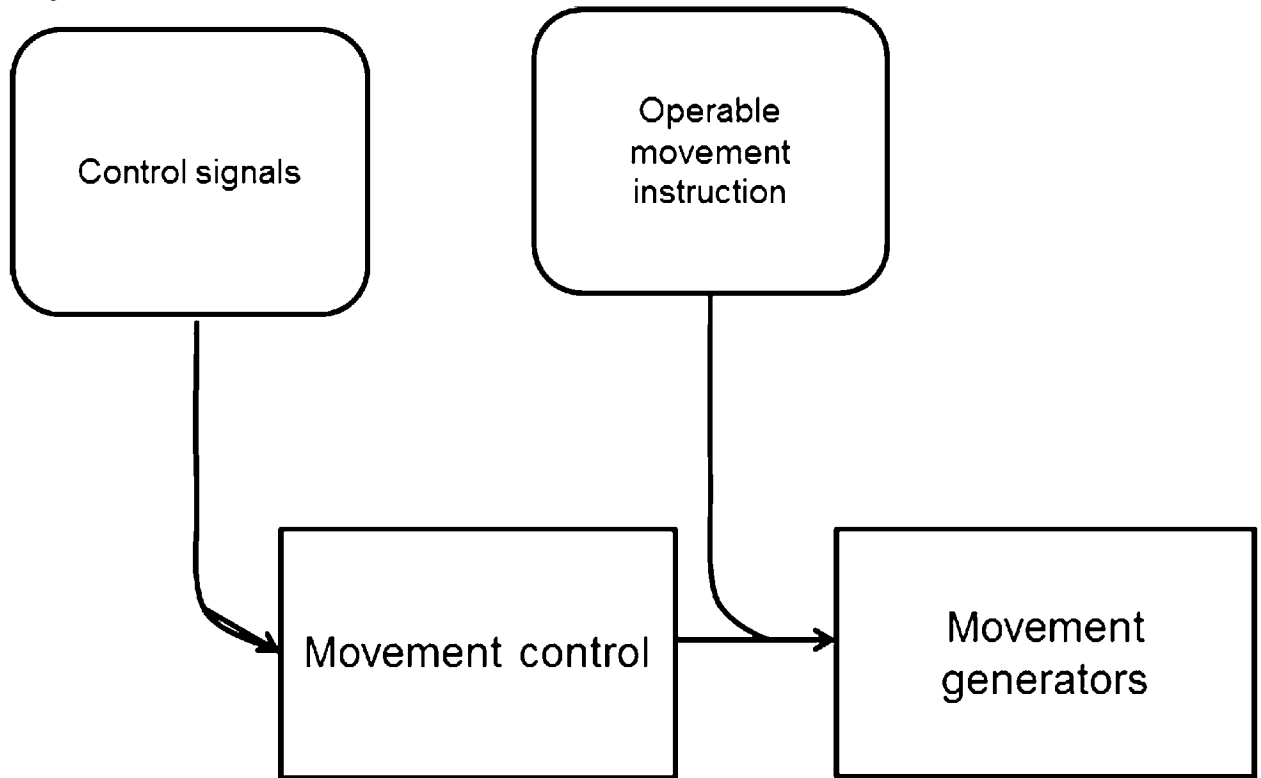 Control signals
Operable
movement
instruction
Movement control
Movement
generators